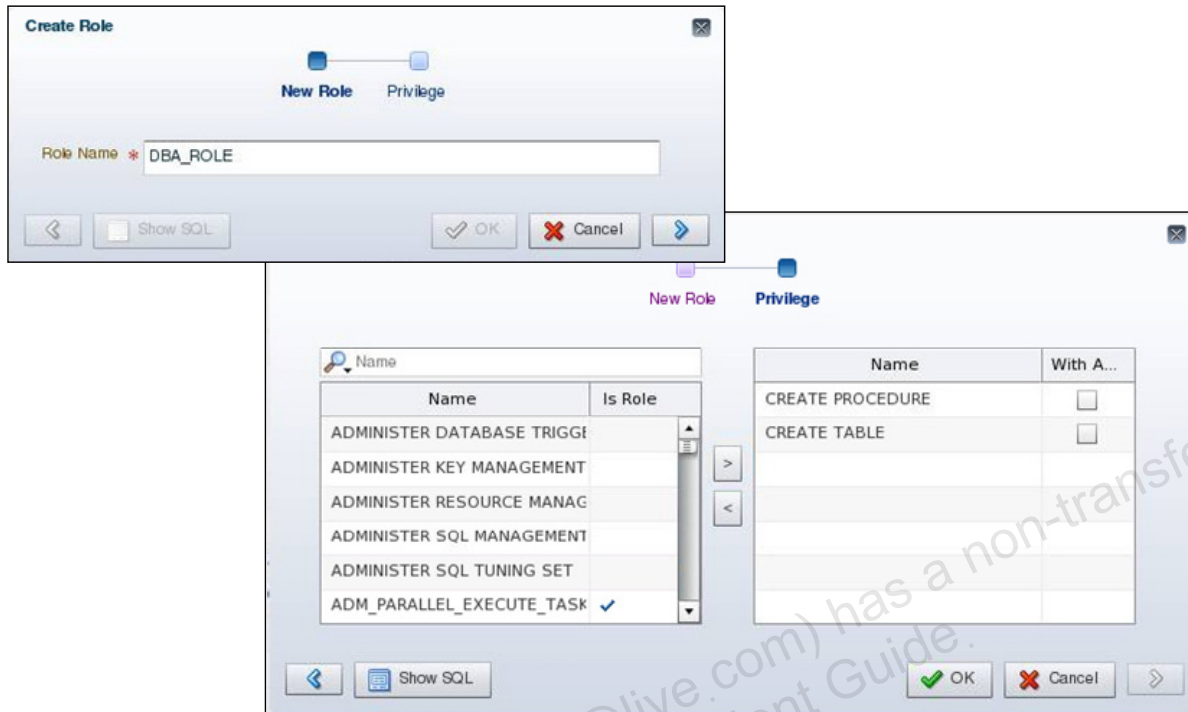 Create Role
New Role Privilege
Role Name * DBA_ROLE
Show SQL OK Cancel
New Role Privilege
Name
Name Is Role
ADMINISTER DATABASE TRIGGE
ADMINISTER KEY MANAGEMENT
ADMINISTER RESOURCE MANAG
ADMINISTER SQL MANAGEMENT
ADMINISTER SQL TUNING SET
ADM_PARALLEL_EXECUTE_TASK
>
<
Name With A...
CREATE PROCEDURE
CREATE TABLE
Show SQL OK Cancel
live.com) has a non-transfe
ent Guide.